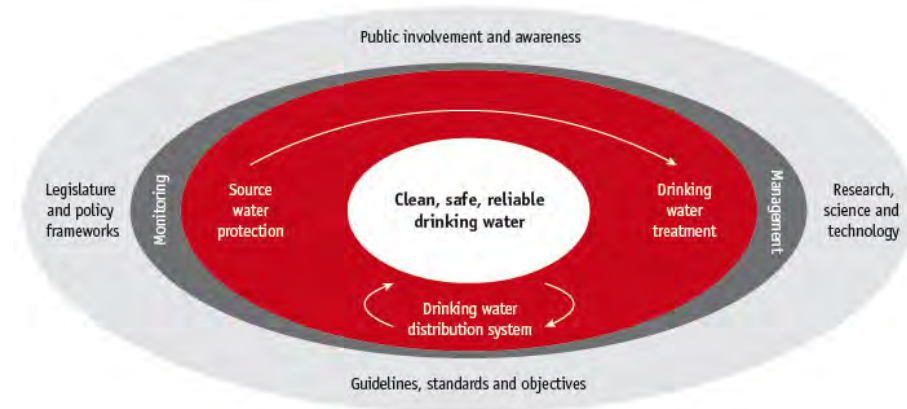 Public involvement and awareness
Legislature
and policy
frameworks
Monitoring
Source
water
protection
Clean, safe, reliable
drinking water
Drinking
water
treatment
Management
Research,
science and
technology
Drinking water
distribution system
Guidelines, standards and objectives